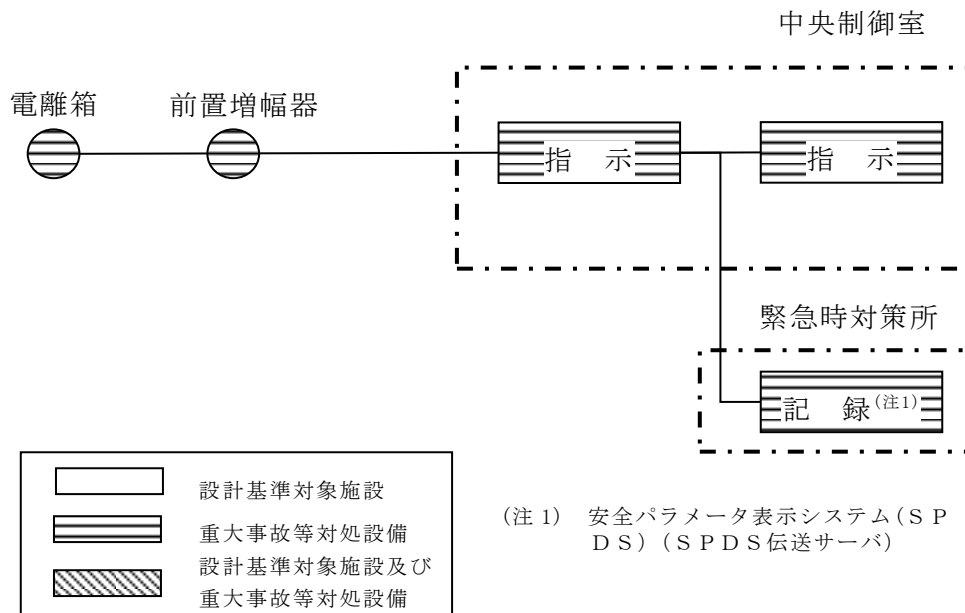 中央制御室
電離箱
前置増幅器
指 示
指 示
緊急時対策所
記 録(注1)
設計基準対象施設
重大事故等対処設備
設計基準対象施設及び
重大事故等対処設備
(注1) 安全パラメータ表示システム(SP
DS)(SPDS伝送サーバ)